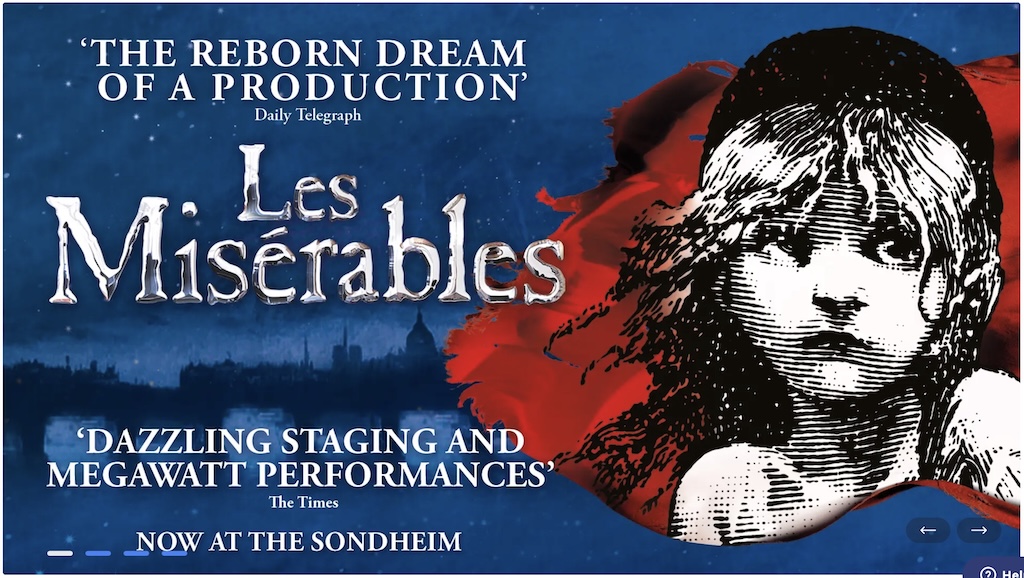 ‘THE REBORN DREAM
OF A PRODUCTION’
Daily Telegraph
Les
Misérables
‘DAZZLING STAGING AND
MEGAWATT PERFORMANCES’
The Times
NOW AT THE SONDHEIM